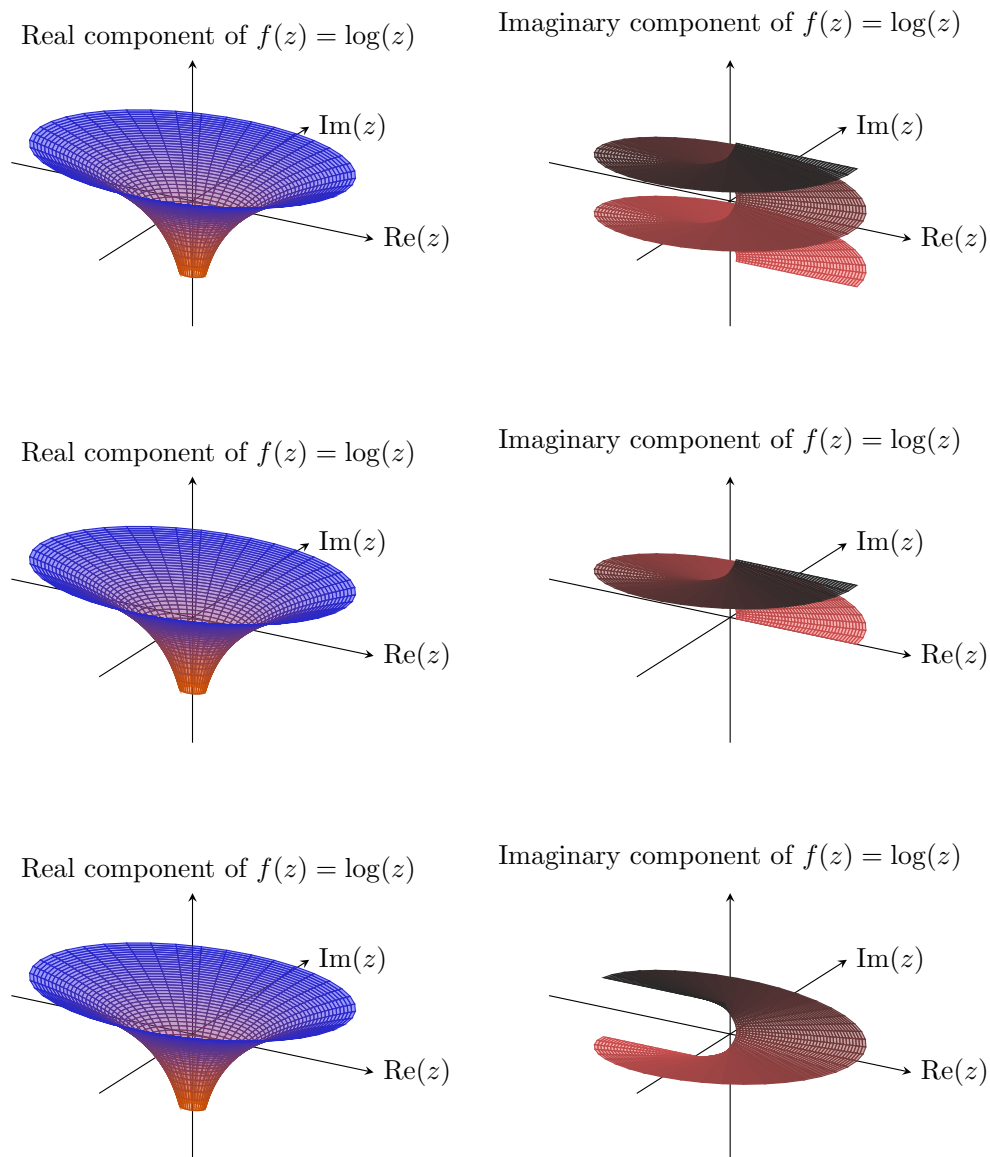 Real component of f(z) = log(z)
Imaginary component of f(z) = log(z)
Im(z)
Re(z)
Im(z)
Re(z)
Real component of f(z) = log(z)
Imaginary component of f(z) = log(z)
Im(z)
Re(z)
Im(z)
Re(z)
Real component of f(z) = log(z)
Imaginary component of f(z) = log(z)
Im(z)
Re(z)
Im(z)
Re(z)